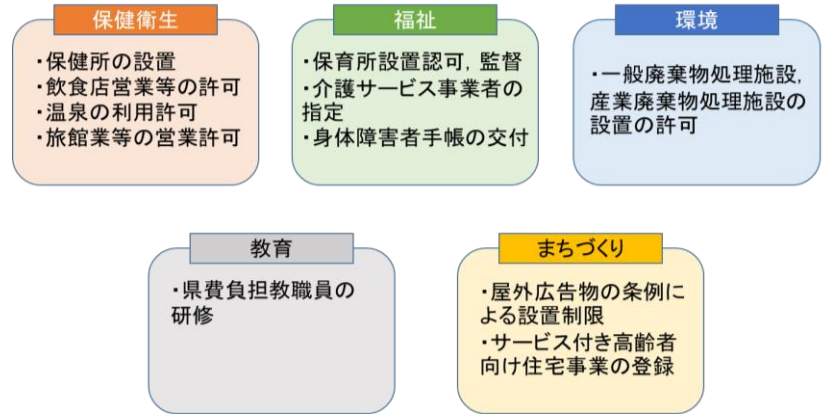 保健衛生
・保健所の設置
・飲食店営業等の許可
・温泉の利用許可
・旅館業等の営業許可
福祉
・保育所設置認可，監督
・介護サービス事業者の
指定
・身体障害者手帳の交付
環境
・一般廃棄物処理施設，
産業廃棄物処理施設の
設置の許可
教育
・県費負担教職員の
研修
まちづくり
・屋外広告物の条例に
よる設置制限
・サービス付き高齢者
向け住宅事業の登録